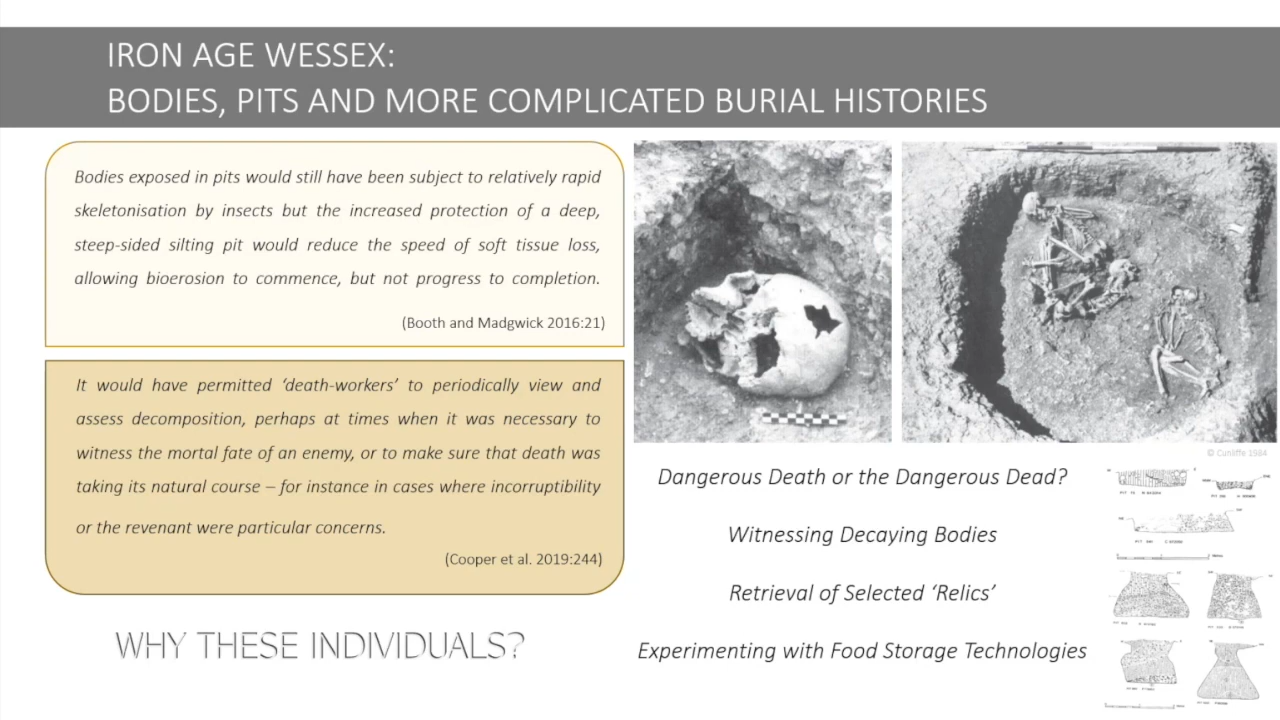 IRON AGE WESSEX:
BODIES, PITS AND MORE COMPLICATED BURIAL HISTORIES
Bodies exposed in pits would still have been subject to relatively rapid
skeletonisation by insects but the increased protection of a deep,
steep-sided silting pit would reduce the speed of soft tissue loss,
allowing bioerosion to commence, but not progress to completion.
(Booth and Madgwick 2016:21)
It would have permitted ‘death-workers’ to periodically view and
assess decomposition, perhaps at times when it was necessary to
witness the mortal fate of an enemy, or to make sure that death was
taking its natural course – for instance in cases where incorruptibility
or the revenant were particular concerns.
(Cooper et al. 2019:244)
WHY THESE INDIVIDUALS?
© Cunliffe 1984
Dangerous Death or the Dangerous Dead?
Witnessing Decaying Bodies
Retrieval of Selected ‘Relics’
Experimenting with Food Storage Technologies